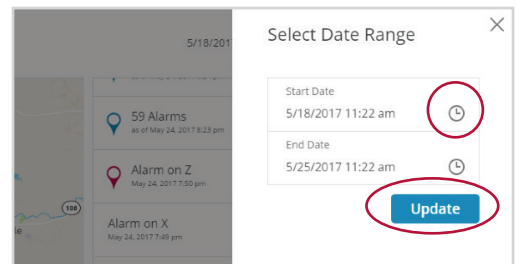 5/18/201
59 Alarms
as of May 24, 2017 8:23 pm
Alarm on Z
May 24, 2017 7:50 pm
Alarm on X
May 24, 2017 7:49 pm
108
le
Select Date Range
Start Date
5/18/2017 11:22 am
End Date
5/25/2017 11:22 am
Update